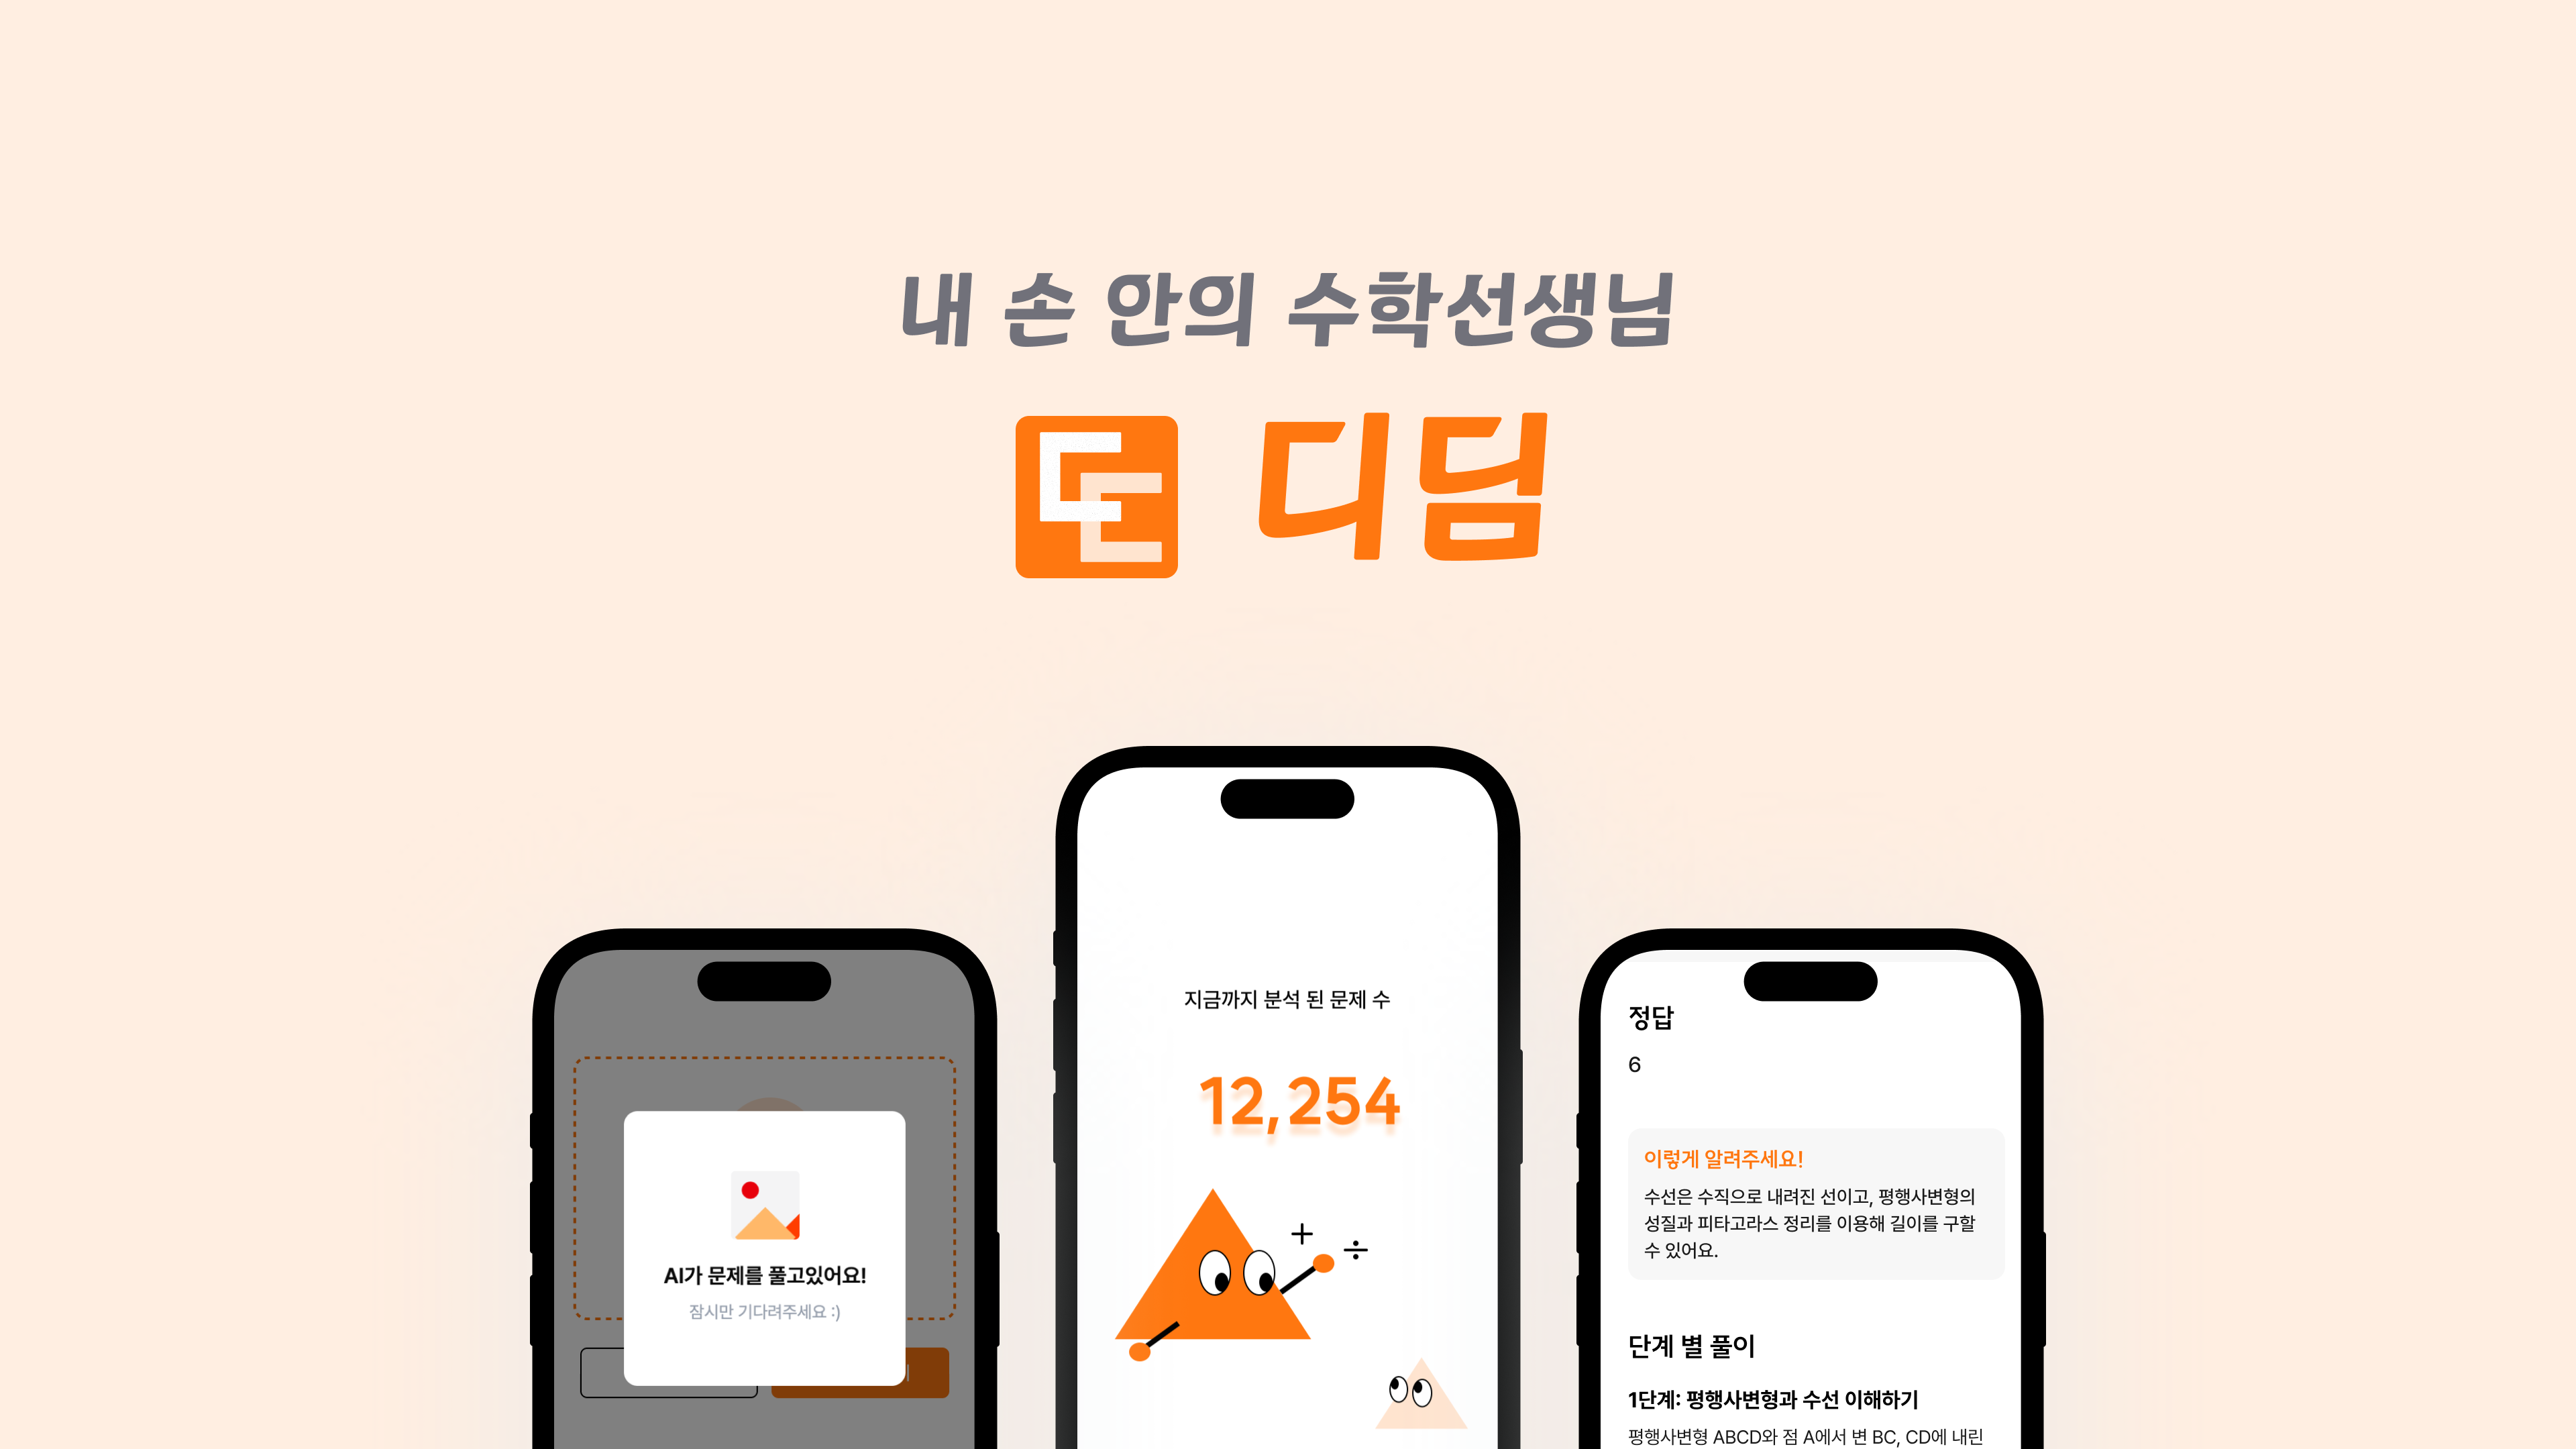 내 손 안의 수학선생님
디딤
AI가 문제를 풀고있어요!
잠시만 기다려주세요 :)
지금까지 분석 된 문제 수
12,254
+
÷
정답
6
이렇게 알려주세요!
수선은 수직으로 내려진 선이고, 평행사변형의
성질과 피타고라스 정리를 이용해 길이를 구할
수 있어요.
단계 별 풀이
1단계: 평행사변형과 수선 이해하기
평행사변형 ABCD와 점 A에서 변 BC, CD에 내린